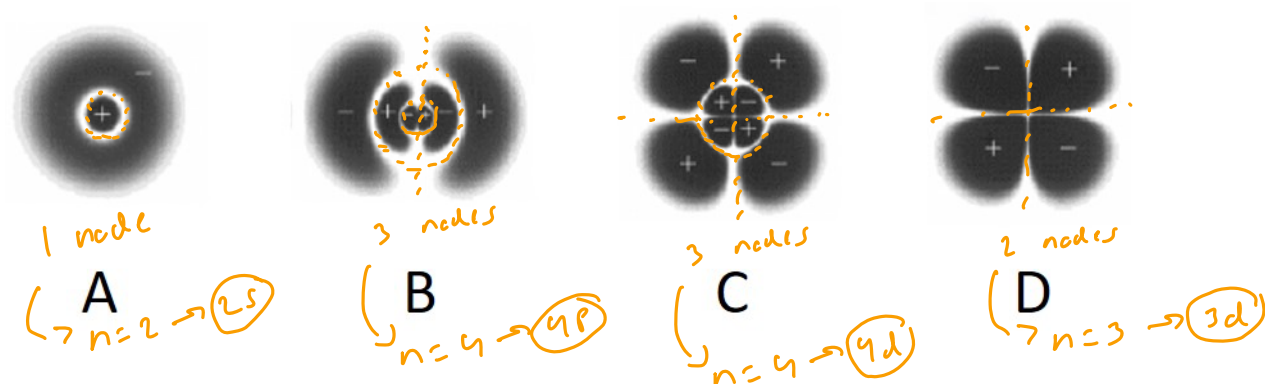 − +
− + − + − +
− + + − − + + −
− + + −
1 node
3 nodes
3 nodes
2 nodes
A B C D
n=2 → 2s
n=4 → 4p
n=4 → 4d
n=3 → 3d